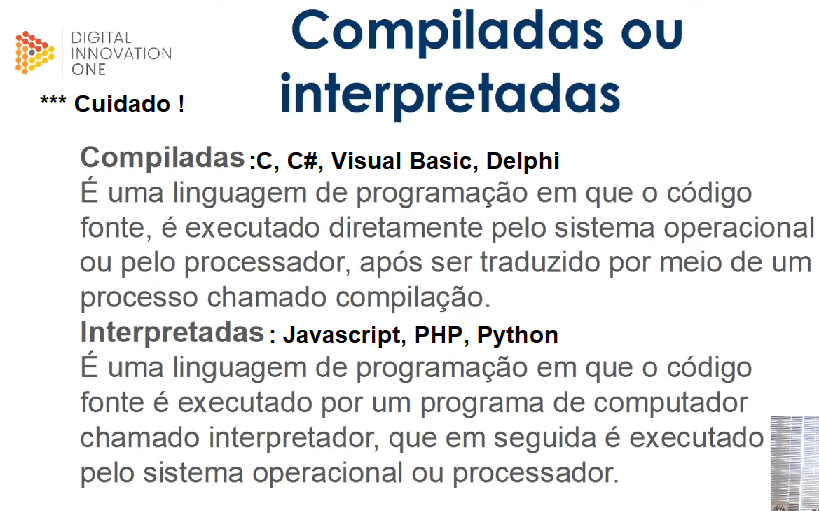 DIGITAL
INNOVATION
ONE
Compiladas ou
interpretadas
*** Cuidado !
Compiladas :C, C#, Visual Basic, Delphi
É uma linguagem de programação em que o código
fonte, é executado diretamente pelo sistema operacional
ou pelo processador, após ser traduzido por meio de um
processo chamado compilação.
Interpretadas : Javascript, PHP, Python
É uma linguagem de programação em que o código
fonte é executado por um programa de computador
chamado interpretador, que em seguida é executado
pelo sistema operacional ou processador.